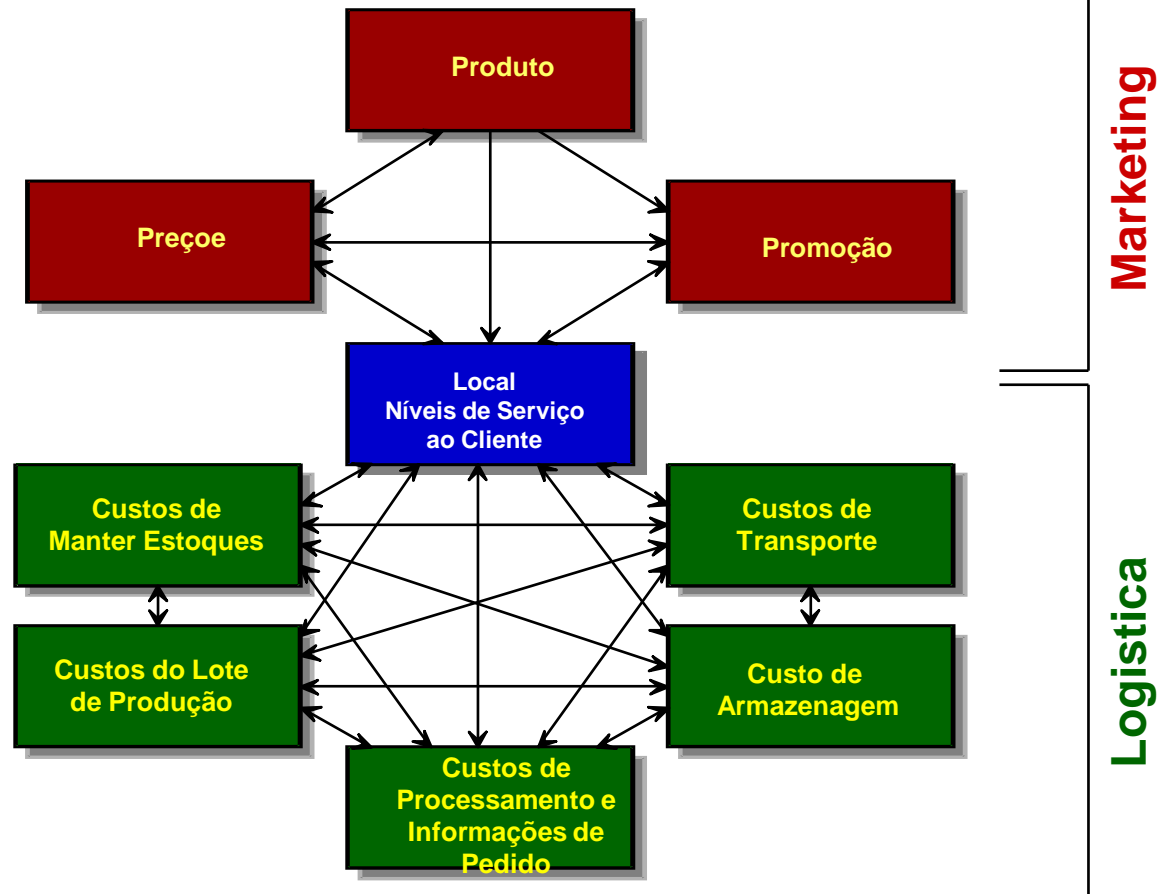 Produto
Marketing
Preçoe
Promoção
Local
Níveis de Serviço
ao Cliente
Custos de
Manter Estoques
Custos de
Transporte
Logistica
Custos do Lote
de Produção
Custo de
Armazenagem
Custos de
Processamento e
Informações de
Pedido